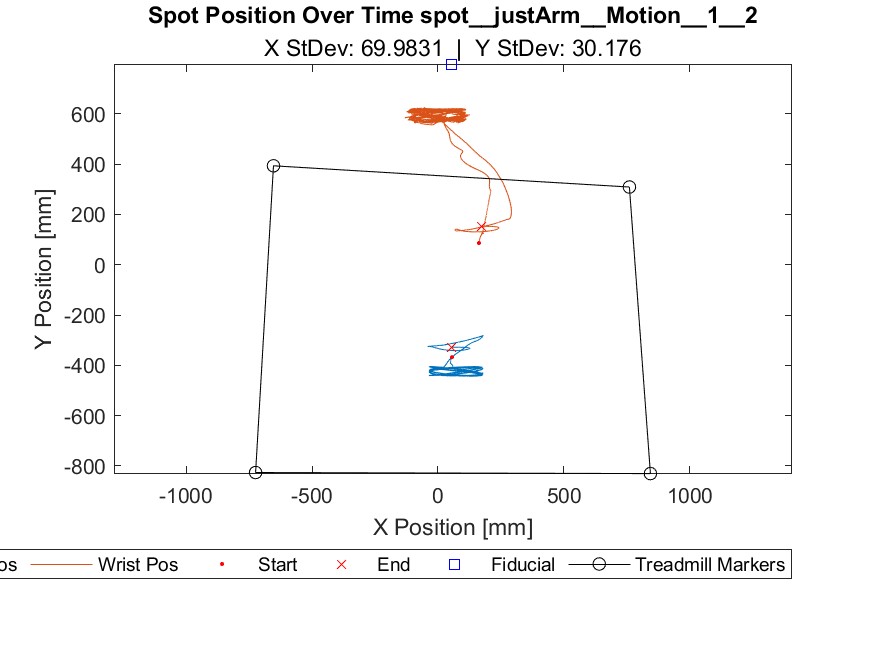 Spot Position Over Time spot__justArm__Motion__1__2
X StDev: 69.9831 | Y StDev: 30.176
600
400
200
0
-200
-400
-600
-800
Y Position [mm]
-1000 -500 0 500 1000
X Position [mm]
os Wrist Pos Start End Fiducial Treadmill Markers